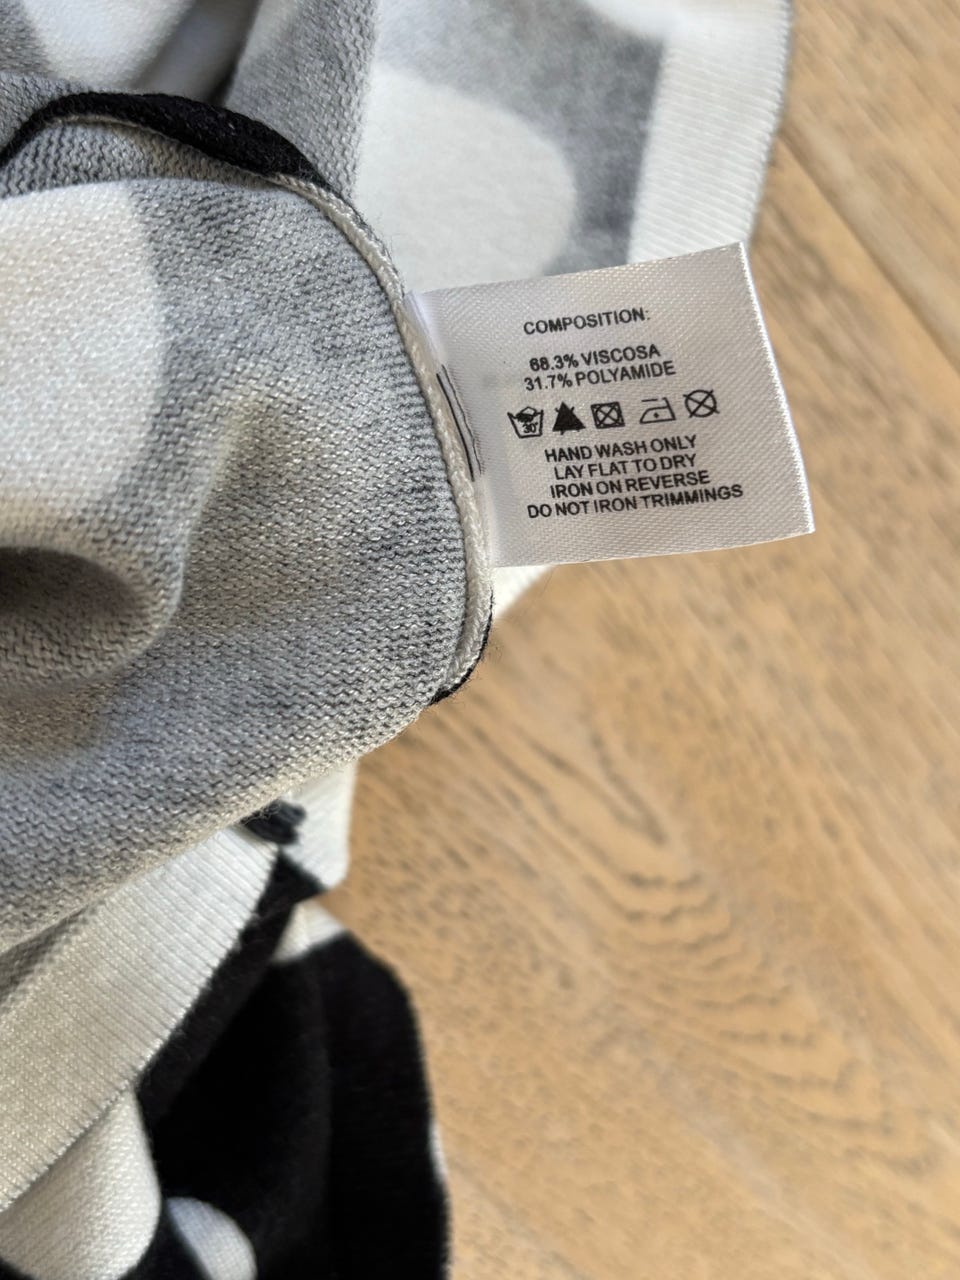 COMPOSITION:
68.3% VISCOSA
31.7% POLYAMIDE
30°
HAND WASH ONLY
LAY FLAT TO DRY
IRON ON REVERSE
DO NOT IRON TRIMMINGS